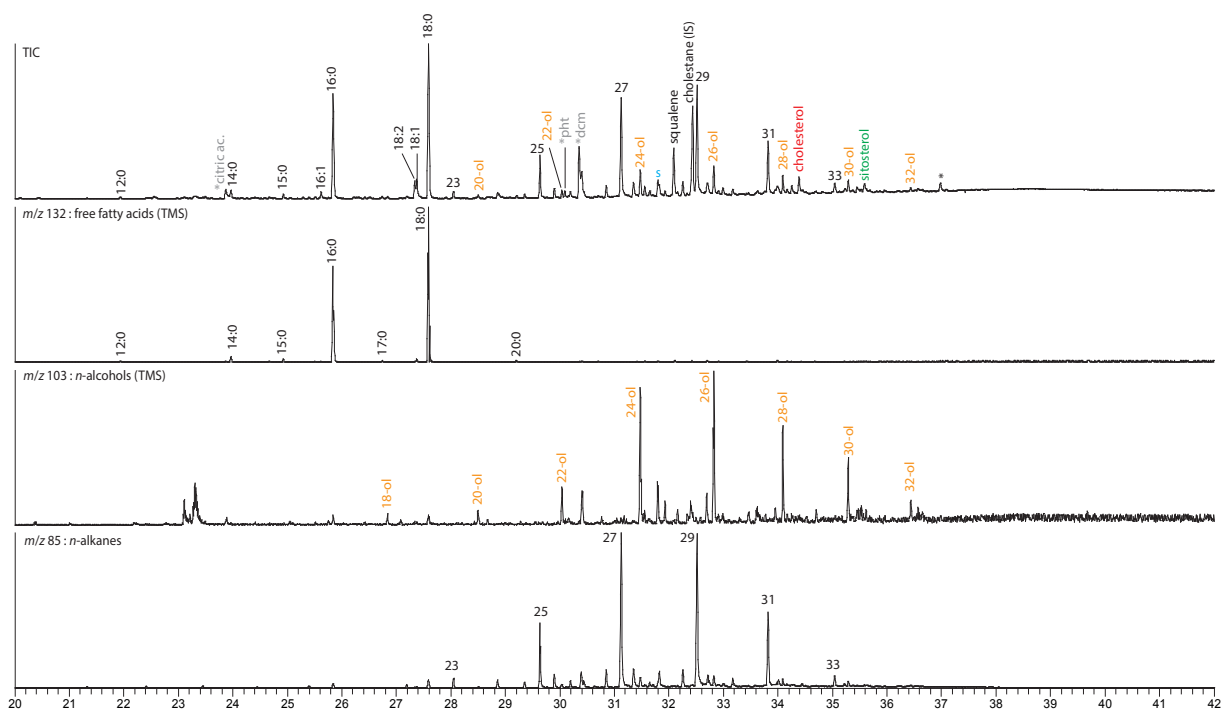 TIC
12:0
*citric ac.
14:0
15:0
16:1
16:0
18:2
18:1
18:0
23
20-ol
25
22-ol
*pht
*dcm
27
24-ol
s
squalene
cholestane (IS)
29
26-ol
31
28-ol
cholesterol
33
30-ol
sitosterol
32-ol
*
m/z 132 : free fatty acids (TMS)
12:0
14:0
15:0
16:0
17:0
18:0
20:0
m/z 103 : n-alcohols (TMS)
18-ol
20-ol
22-ol
24-ol
26-ol
28-ol
30-ol
32-ol
m/z 85 : n-alkanes
23
25
27
29
31
33
20 21 22 23 24 25 26 27 28 29 30 31 32 33 34 35 36 37 38 39 40 41 42